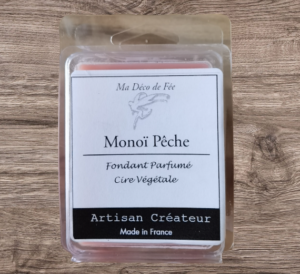 Ma Déco de Fée
Monoï Pêche
Fondant Parfumé
Cire Végétale
Artisan Créateur
Made in France